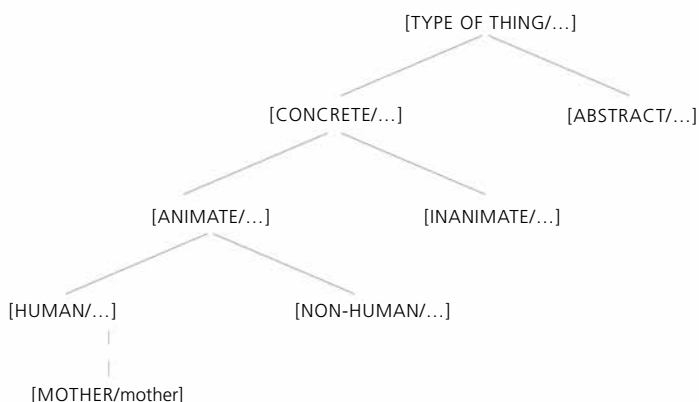 [TYPE OF THING/...]
[CONCRETE/...]
[ABSTRACT/...]
[ANIMATE/...]
[INANIMATE/...]
[HUMAN/...]
[NON-HUMAN/...]
[MOTHER/mother]